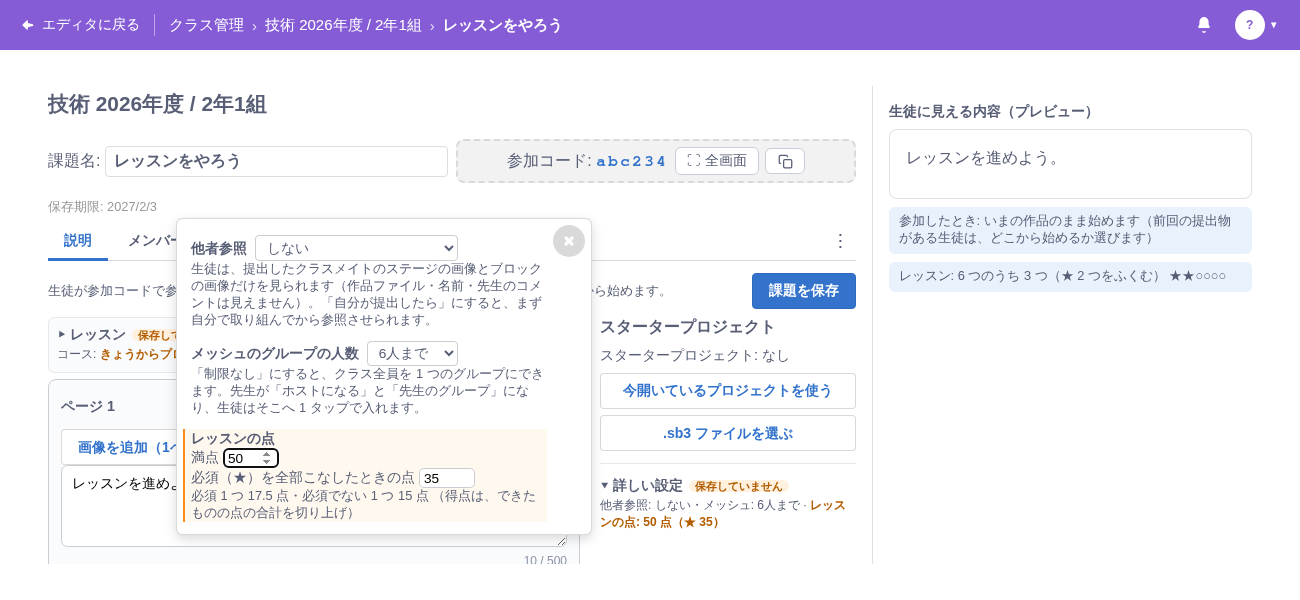 エディタに戻る
クラス管理 › 技術 2026年度 / 2年1組 › レッスンをやろう
?
技術 2026年度 / 2年1組
課題名: レッスンをやろう
参加コード: abc234 全画面
保存期限: 2027/2/3
説明
メンバー
生徒が参加コードで参
から始めます。
課題を保存
レッスン 保存して
コース: きょうからプロ
ページ 1
画像を追加（1ペ
レッスンを進めよ
10 / 500
他者参照 しない
生徒は、提出したクラスメイトのステージの画像とブロック
の画像だけを見られます（作品ファイル・名前・先生のコメ
ントは見えません）。「自分が提出したら」にすると、まず
自分で取り組んでから参照させられます。
メッシュのグループの人数 6人まで
「制限なし」にすると、クラス全員を 1 つのグループにでき
ます。先生が「ホストになる」と「先生のグループ」にな
り、生徒はそこへ 1 タップで入れます。
レッスンの点
満点 50
必須（★）を全部こなしたときの点 35
必須 1 つ 17.5 点・必須でない 1 つ 15 点 （得点は、できた
ものの点の合計を切り上げ）
スタータープロジェクト
スタータープロジェクト: なし
今開いているプロジェクトを使う
.sb3 ファイルを選ぶ
詳しい設定 保存していません
他者参照: しない・メッシュ: 6人まで · レッス
ンの点: 50 点（★ 35）
生徒に見える内容（プレビュー）
レッスンを進めよう。
参加したとき: いまの作品のまま始めます（前回の提出物
がある生徒は、どこから始めるか選びます）
レッスン: 6 つのうち 3 つ（★ 2 つをふくむ） ★★○○○○